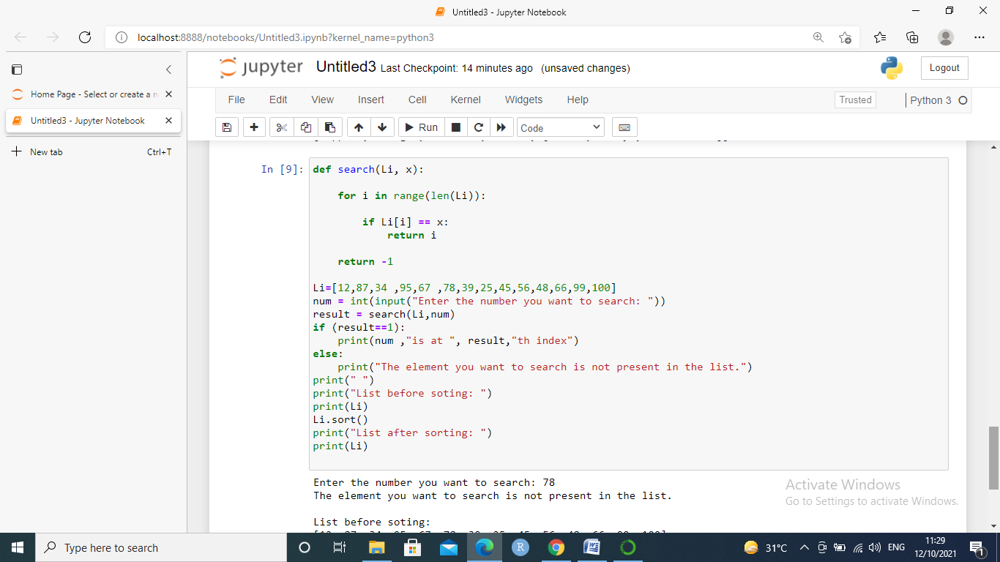 Untitled3 - Jupyter Notebook
localhost:8888/notebooks/Untitled3.ipynb?kernel_name=python3
Home Page - Select or create a n
Untitled3 - Jupyter Notebook
New tab Ctrl+T
jupyter Untitled3 Last Checkpoint: 14 minutes ago (unsaved changes)
Logout
File Edit View Insert Cell Kernel Widgets Help
Trusted Python 3
Run Code
In [9]: def search(Li, x):
for i in range(len(Li)):
if Li[i] == x:
return i
return -1
Li=[12,87,34 ,95,67 ,78,39,25,45,56,48,66,99,100]
num = int(input("Enter the number you want to search: "))
result = search(Li,num)
if (result==1):
print(num ,"is at ", result,"th index")
else:
print("The element you want to search is not present in the list.")
print(" ")
print("List before soting: ")
print(Li)
Li.sort()
print("List after sorting: ")
print(Li)
Enter the number you want to search: 78
The element you want to search is not present in the list.
List before soting:
Activate Windows
Go to Settings to activate Windows.
Type here to search
R
W
31°C
ENG
11:29
12/10/2021
1